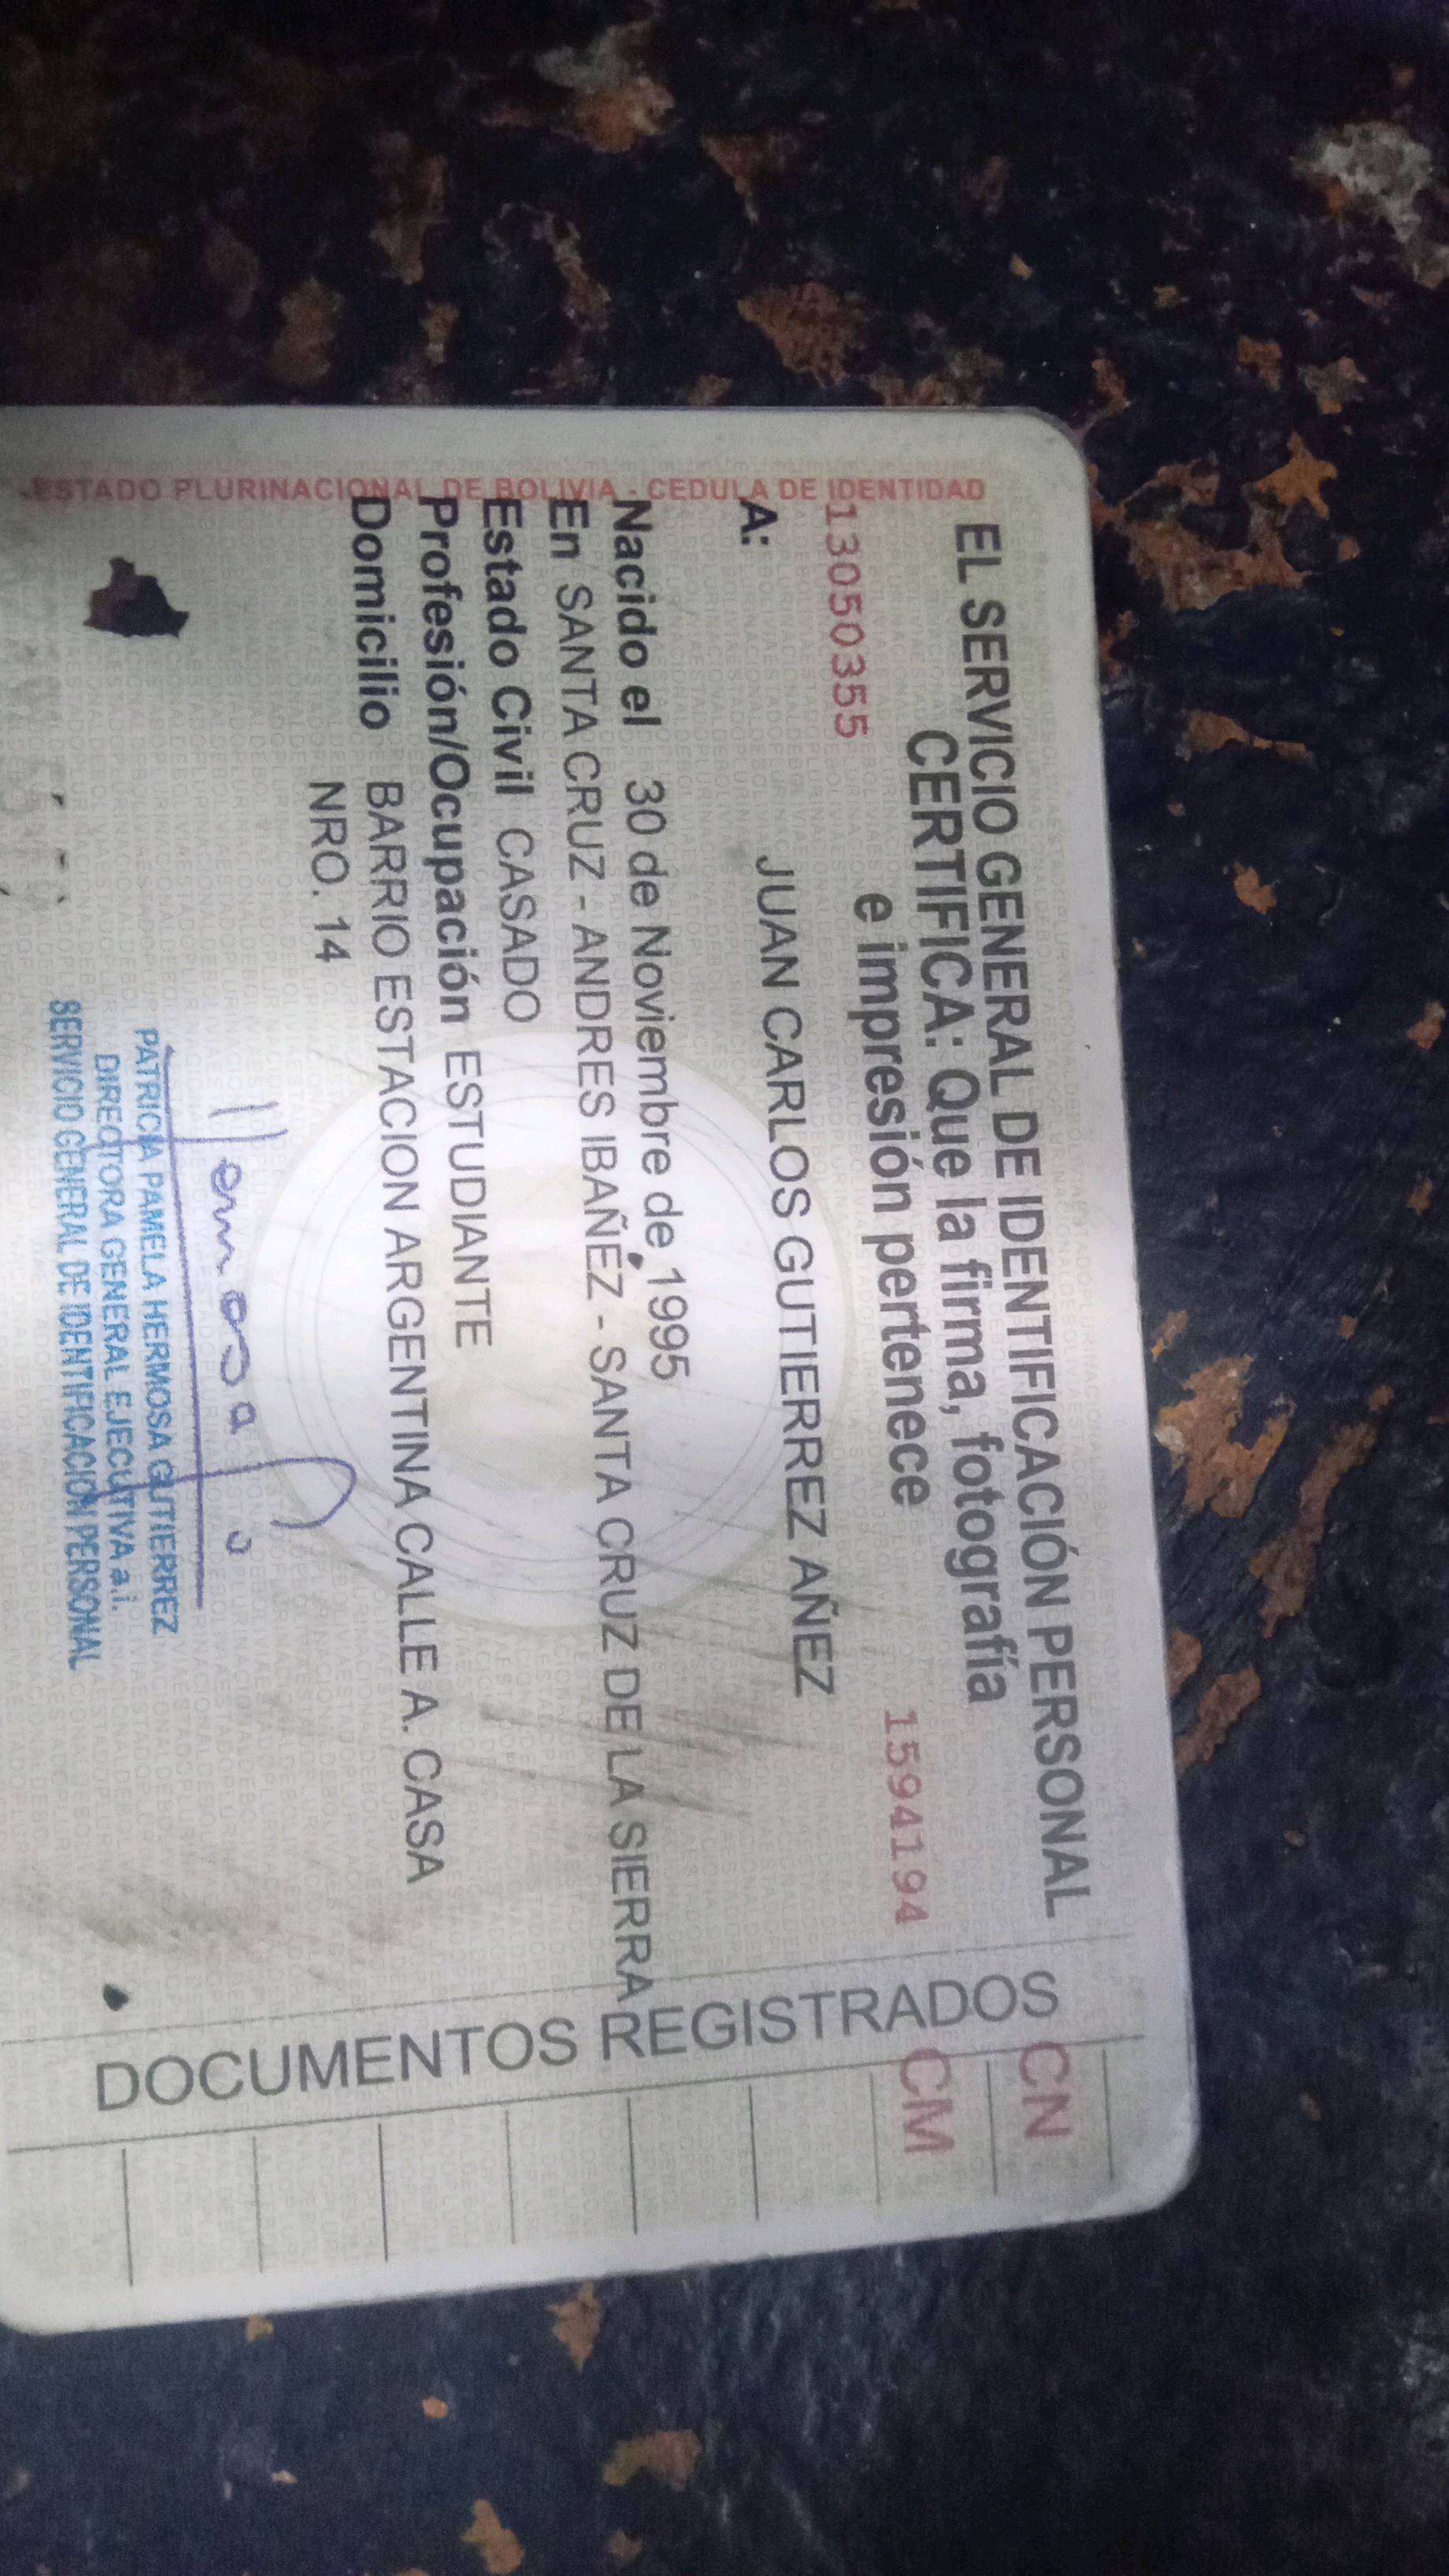 ESTADO PLURINACIONAL DE BOLIVIA - CEDULA DE IDENTIDAD
EL SERVICIO GENERAL DE IDENTIFICACIÓN PERSONAL
CERTIFICA: Que la firma, fotografía
e impresión pertenece
13050355
1594194
A: JUAN CARLOS GUTIERREZ AÑEZ
Nacido el 30 de Noviembre de 1995
En SANTA CRUZ - ANDRES IBAÑEZ - SANTA CRUZ DE LA SIERRA
Estado Civil CASADO
Profesión/Ocupación ESTUDIANTE
Domicilio BARRIO ESTACION ARGENTINA CALLE A. CASA
NRO. 14
PATRICIA PAMELA HERMOSA GUTIERREZ
DIRECTORA GENERAL EJECUTIVA a.i.
SERVICIO GENERAL DE IDENTIFICACIÓN PERSONAL
DOCUMENTOS REGISTRADOS
CN
CM